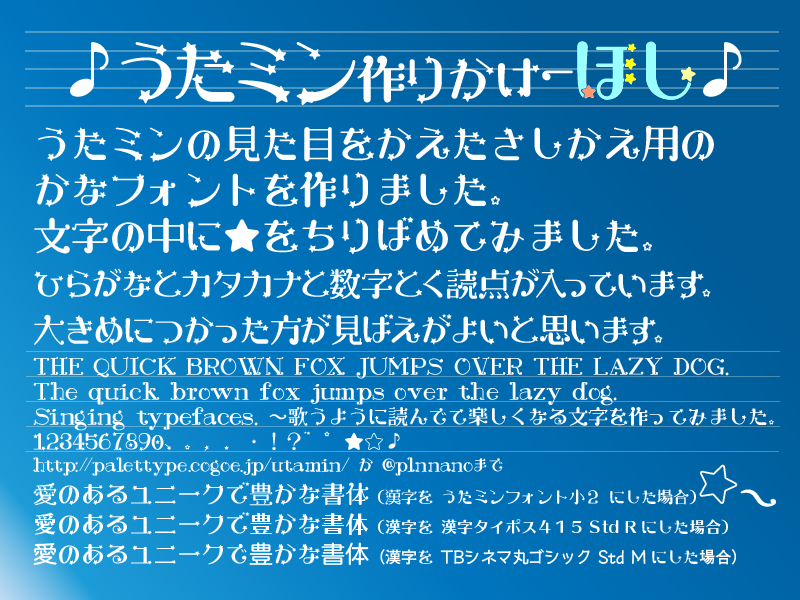 ♪うたミン作りかけーほし♪
うたミンの見た目をかえたさしかえ用の
かなフォントを作りました。
文字の中に★をちりばめてみました。
ひらがなとカタカナと数字とく読点が入っています。
大きめにつかった方が見ばえがよいと思います。
THE QUICK BROWN FOX JUMPS OVER THE LAZY DOG.
The quick brown fox jumps over the lazy dog.
Singing typefaces. ～歌うように読んでで楽しくなる文字を作ってみました。
1234567890、。，．・！？゛゜★☆♪
http://palettype.cogoe.jp/utamin/ か @plnnanoまで
愛のあるユニークで豊かな書体（漢字を うたミンフォント小２ にした場合）
愛のあるユニークで豊かな書体（漢字を 漢字タイポス４１５ Std R にした場合）
愛のあるユニークで豊かな書体（漢字を TBシネマ丸ゴシック Std M にした場合）